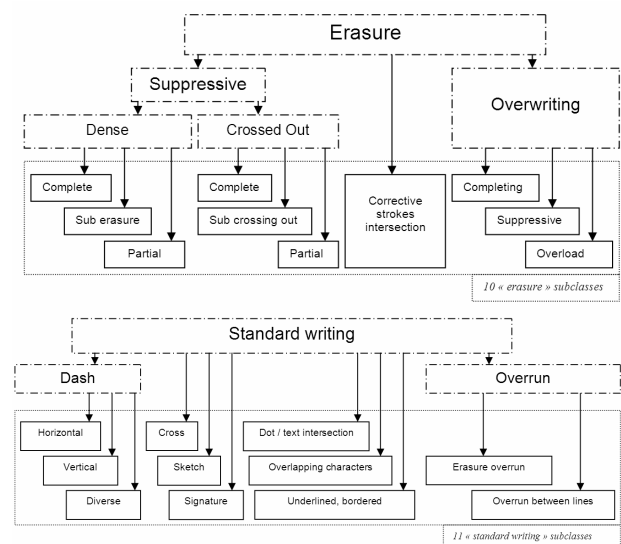 Erasure
Suppressive
Overwriting
Dense
Crossed Out
Complete
Complete
Corrective
strokes
intersection
Completing
Sub erasure
Sub crossing out
Suppressive
Partial
Partial
Overload
10 « erasure » subclasses
Standard writing
Dash
Overrun
Horizontal
Cross
Dot / text intersection
Vertical
Sketch
Overlapping characters
Erasure overrun
Diverse
Signature
Underlined, bordered
Overrun between lines
11 « standard writing » subclasses